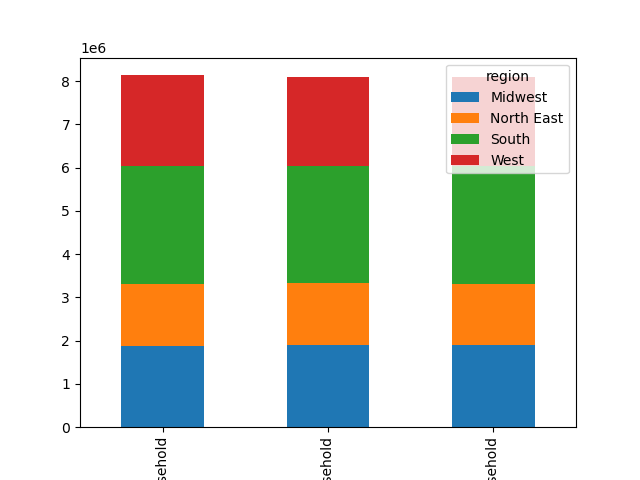 1e6
8
7
6
5
4
3
2
1
0
region
Midwest
North East
South
West
sehold
sehold
sehold